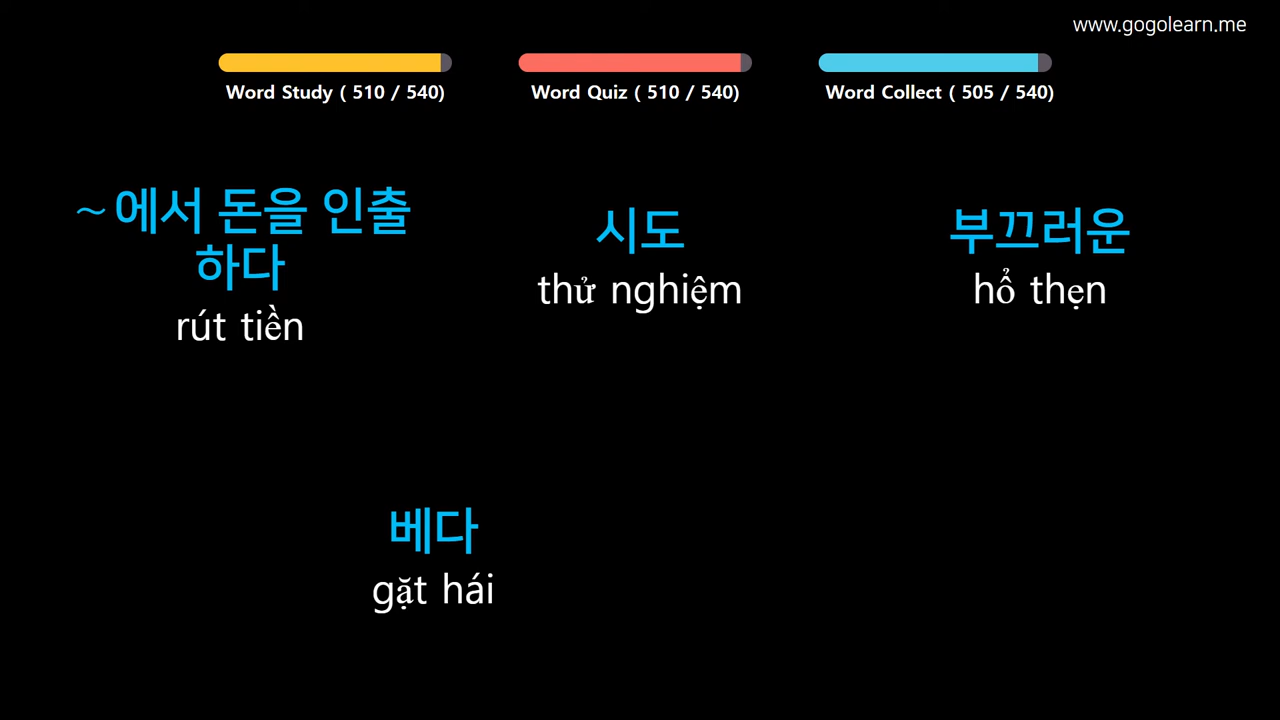 www.gogolearn.me
Word Study ( 510 / 540)
Word Quiz ( 510 / 540)
Word Collect ( 505 / 540)
~에서 돈을 인출
하다
rút tiền
시도
thử nghiệm
부끄러운
hổ thẹn
베다
gặt hái